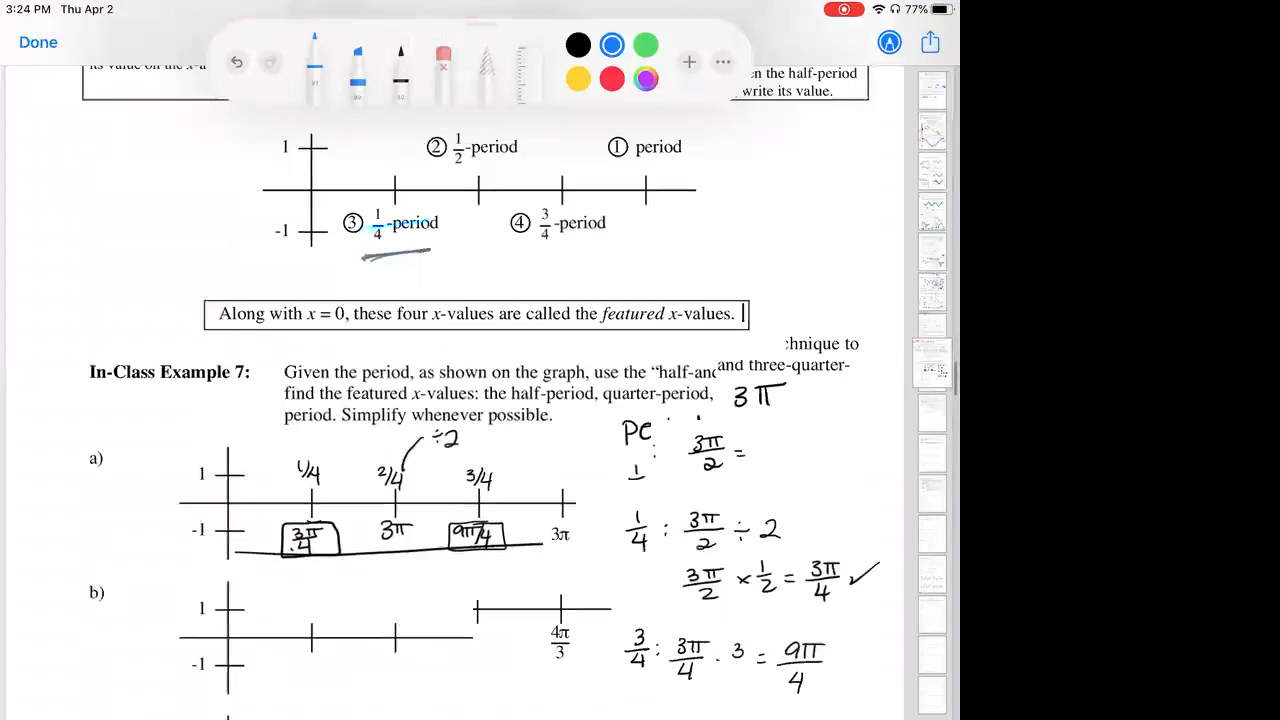 3:24 PM Thu Apr 2
77%
Done
en the half-period
write its value.
1
② 1/2 -period
① period
-1
③ 1/4 -period
④ 3/4 -period
Along with x = 0, these four x-values are called the featured x-values.
chnique to
In-Class Example 7: Given the period, as shown on the graph, use the "half-and and three-quarter-
find the featured x-values: the half-period, quarter-period,
period. Simplify whenever possible.
3π
÷2
a)
1
1/4
2/4
3/4
-1
3π/4
3π
9π/4
3π
3π/2 =
1/4 : 3π/2 ÷ 2
3π/2 × 1/2 = 3π/4 ✓
b)
1
-1
4π/3
3/4 : 3π/4 · 3 = 9π/4